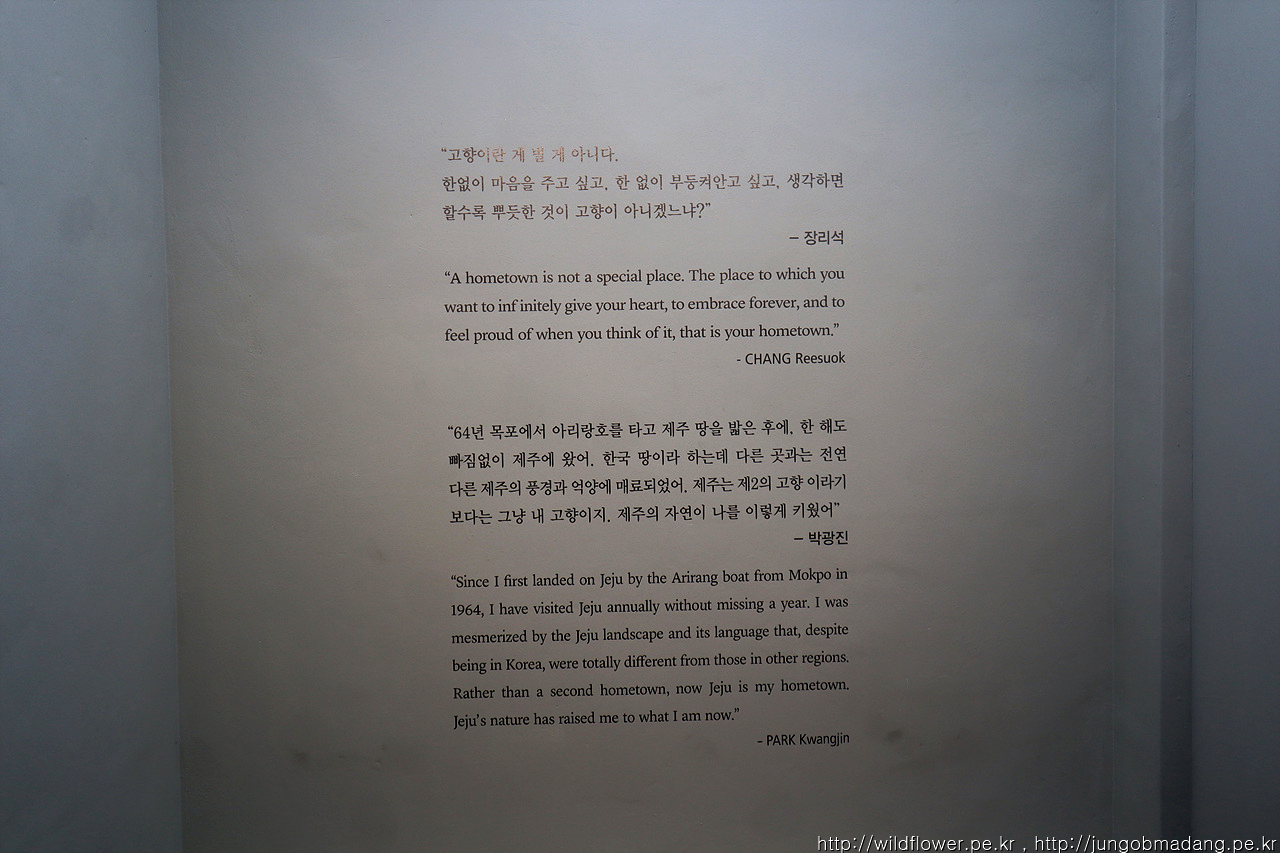 “고향이란 게 별 게 아니다.
한없이 마음을 주고 싶고, 한 없이 부둥켜안고 싶고, 생각하면
할수록 뿌듯한 것이 고향이 아니겠느냐?”
– 장리석
“A hometown is not a special place. The place to which you
want to inf initely give your heart, to embrace forever, and to
feel proud of when you think of it, that is your hometown.”
- CHANG Reesuok
“64년 목포에서 아리랑호를 타고 제주 땅을 밟은 후에, 한 해도
빠짐없이 제주에 왔어. 한국 땅이라 하는데 다른 곳과는 전연
다른 제주의 풍경과 억양에 매료되었어. 제주는 제2의 고향 이라기
보다는 그냥 내 고향이지. 제주의 자연이 나를 이렇게 키웠어”
– 박광진
“Since I first landed on Jeju by the Arirang boat from Mokpo in
1964, I have visited Jeju annually without missing a year. I was
mesmerized by the Jeju landscape and its language that, despite
being in Korea, were totally different from those in other regions.
Rather than a second hometown, now Jeju is my hometown.
Jeju’s nature has raised me to what I am now.”
- PARK Kwangjin
http://wildflower.pe.kr , http://jungobmadang.pe.kr